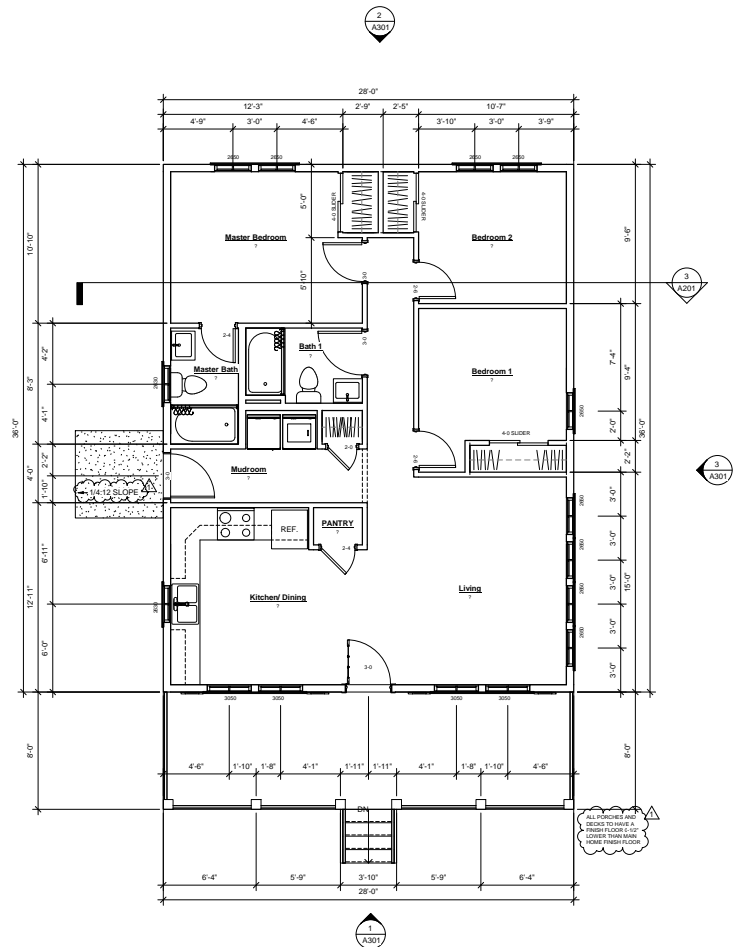 2
A301
28'-0"
12'-3" 2'-9" 2'-5" 10'-7"
4'-9" 3'-0" 4'-6" 3'-10" 3'-0" 3'-9"
2650 2650 2650 2650
4-0 SLIDER
4-0 SLIDER
5'-0"
5'-10"
10'-10"
9'-6"
Master Bedroom
?
Bedroom 2
?
3-0
2-6
3
A201
2-4
3-0
Bath 1
?
Master Bath
?
Bedroom 1
?
4'-2"
8'-3"
4'-1"
7'-4"
9'-4"
2'-0"
2650
36'-0"
36'-0"
4-0 SLIDER
2'-2"
2-0
2-6
Mudroom
?
3-0
4'-0"
2'-2"
1'-10"
1/4:12 SLOPE
1
3
A301
REF.
PANTRY
?
2-4
Kitchen/ Dining
?
Living
?
6'-11"
12'-11"
6'-0"
3'-0"
3'-0"
3'-0"
3'-0"
3'-0"
15'-0"
2650
2650
2650
2650
3-0
3050 3050 3050 3050
8'-0"
8'-0"
4'-6" 1'-10" 1'-8" 4'-1" 1'-11" 1'-11" 4'-1" 1'-8" 1'-10" 4'-6"
DN
1
ALL PORCHES AND
DECKS TO HAVE A
FINISH FLOOR
LOWER THAN MAIN
HOME FINISH FLOOR
6'-4" 5'-9" 3'-10" 5'-9" 6'-4"
28'-0"
1
A301